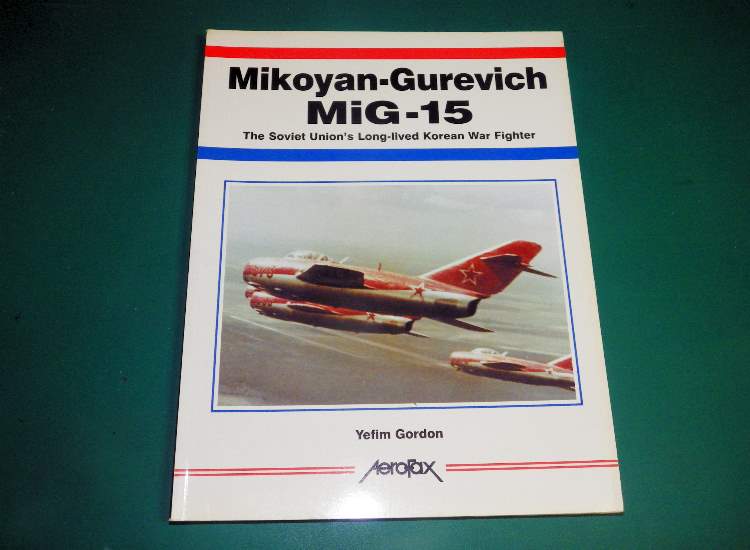 Mikoyan-Gurevich
MiG-15
The Soviet Union's Long-lived Korean War Fighter
Yefim Gordon
AeroFax